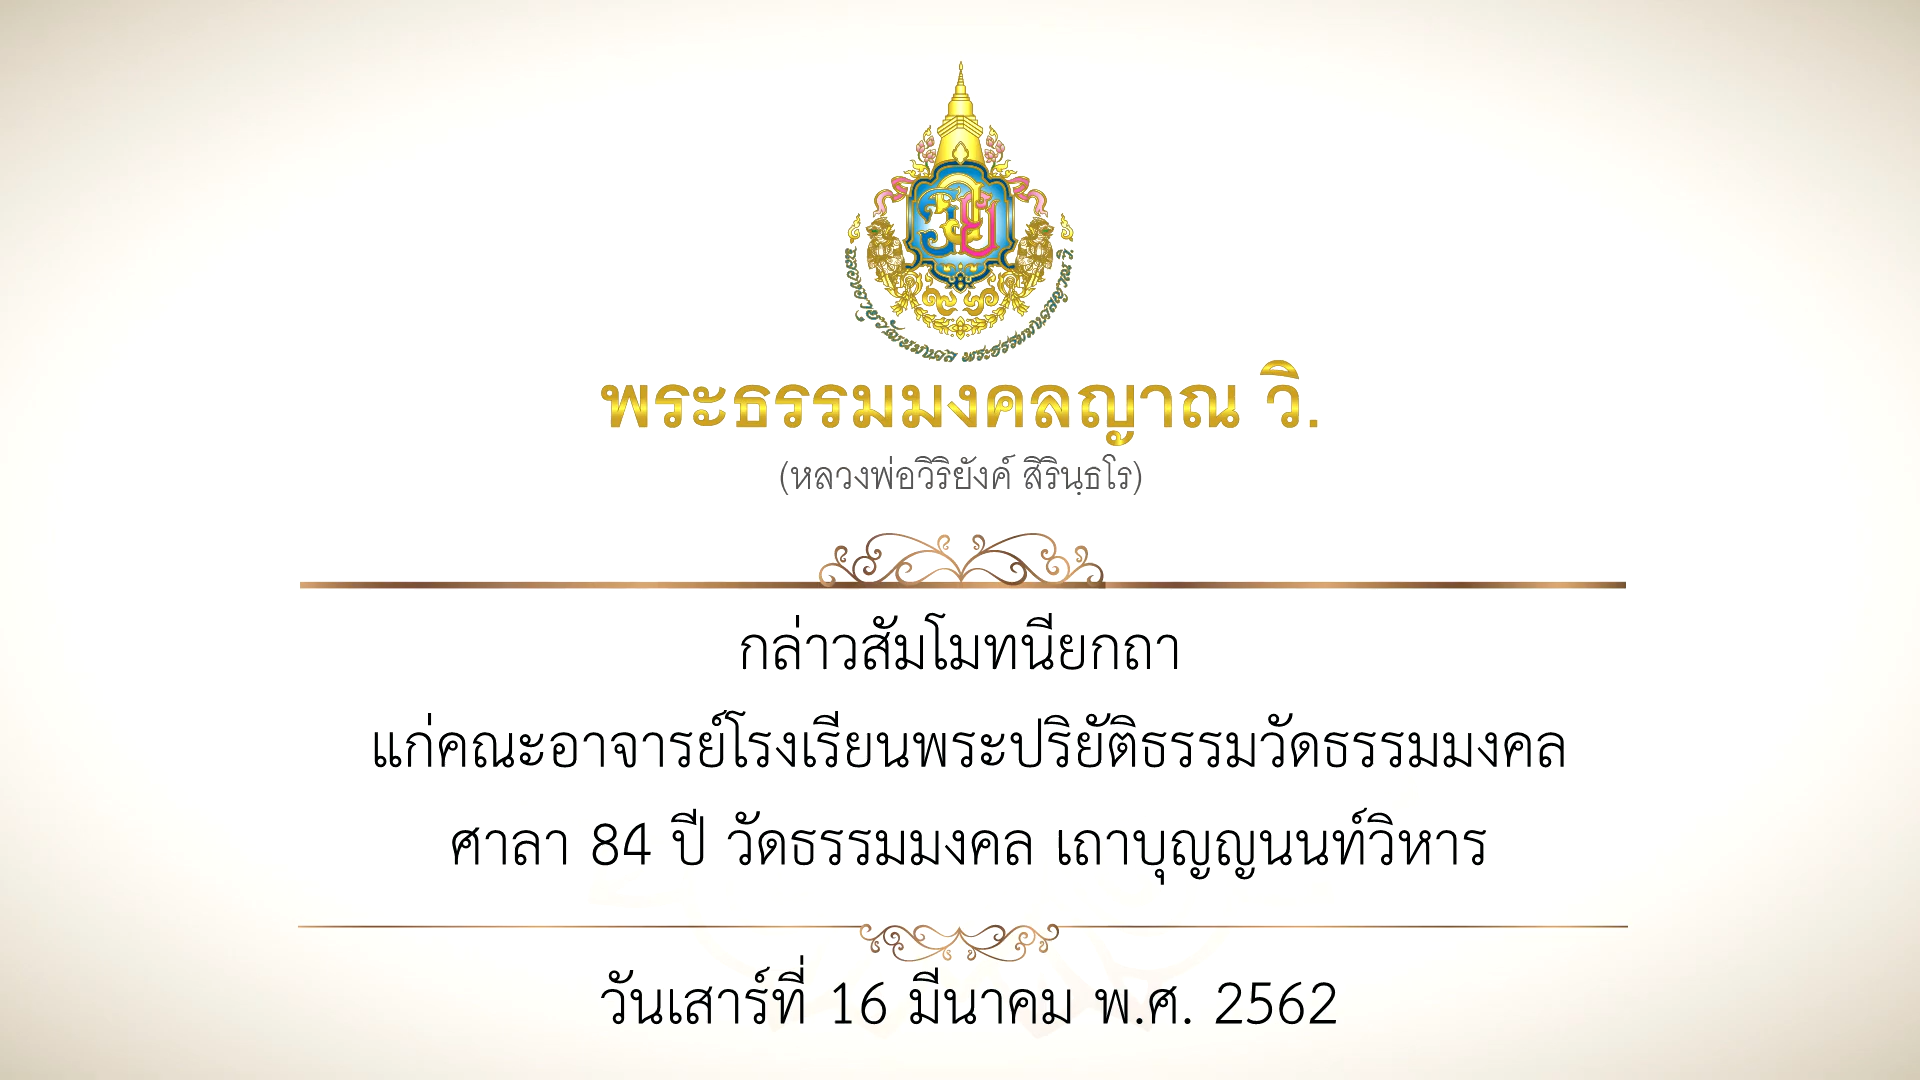 พระธรรมมงคลญาณ วิ.
(หลวงพ่อวิริยังค์ สิรินฺธโร)
กล่าวสัมโมทนียกถา
แก่คณะอาจารย์โรงเรียนพระปริยัติธรรมวัดธรรมมงคล
ศาลา 84 ปี วัดธรรมมงคล เถาบุญญนนท์วิหาร
วันเสาร์ที่ 16 มีนาคม พ.ศ. 2562